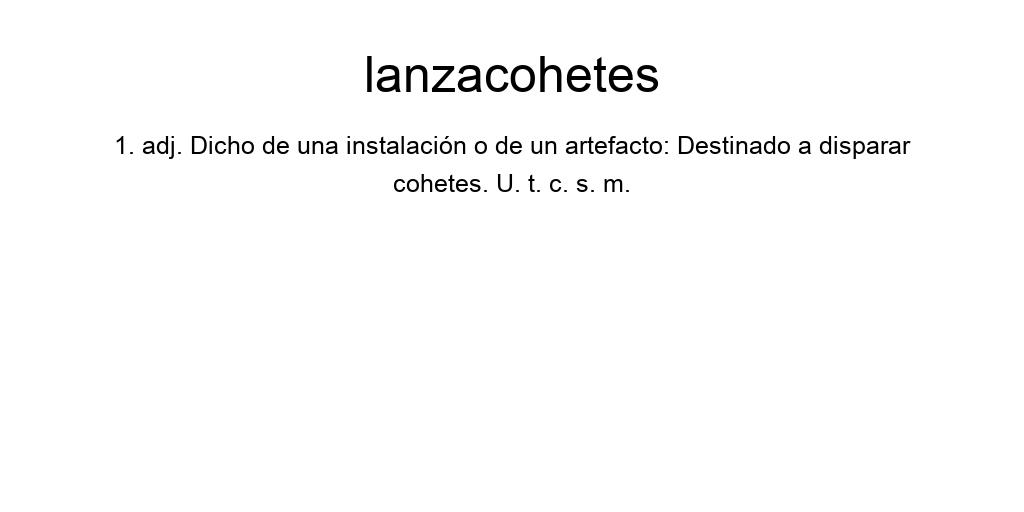 lanzacohetes
1. adj. Dicho de una instalación o de un artefacto: Destinado a disparar
cohetes. U. t. c. s. m.